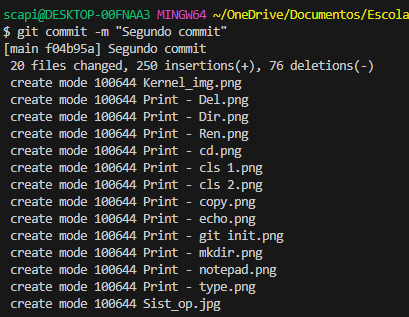 scapi@DESKTOP-00FNAA3 MINGW64 ~/OneDrive/Documentos/Escola
$ git commit -m "Segundo commit"
[main f04b95a] Segundo commit
 20 files changed, 250 insertions(+), 76 deletions(-)
 create mode 100644 Kernel_img.png
 create mode 100644 Print - Del.png
 create mode 100644 Print - Dir.png
 create mode 100644 Print - Ren.png
 create mode 100644 Print - cd.png
 create mode 100644 Print - cls 1.png
 create mode 100644 Print - cls 2.png
 create mode 100644 Print - copy.png
 create mode 100644 Print - echo.png
 create mode 100644 Print - git init.png
 create mode 100644 Print - mkdir.png
 create mode 100644 Print - notepad.png
 create mode 100644 Print - type.png
 create mode 100644 Sist_op.jpg